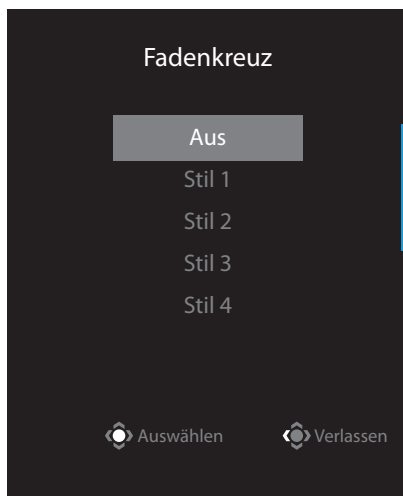 Fadenkreuz
Aus
Stil 1
Stil 2
Stil 3
Stil 4
Auswählen Verlassen